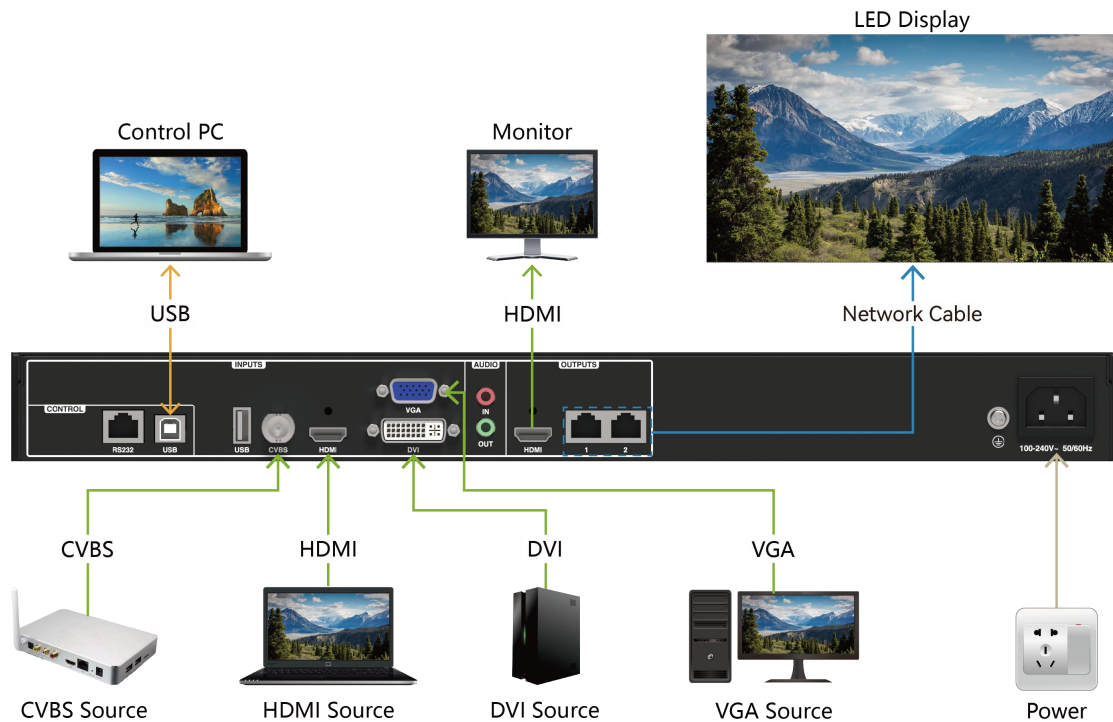 LED Display
Control PC
Monitor
USB
HDMI
Network Cable
INPUTS
AUDIO
OUTPUTS
CONTROL
VGA
IN
OUT
RS232
USB
USB
CVBS
HDMI
DVI
HDMI
1
2
100-240V~ 50/60Hz
CVBS
HDMI
DVI
VGA
CVBS Source
HDMI Source
DVI Source
VGA Source
Power